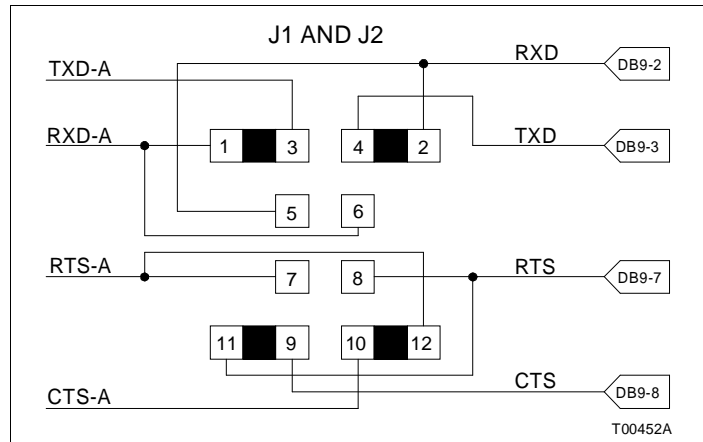 J1 AND J2
TXD-A
RXD
DB9-2
RXD-A
1
3
4
2
TXD
DB9-3
5
6
RTS-A
7
8
RTS
DB9-7
11
9
10
12
CTS-A
CTS
DB9-8
T00452A